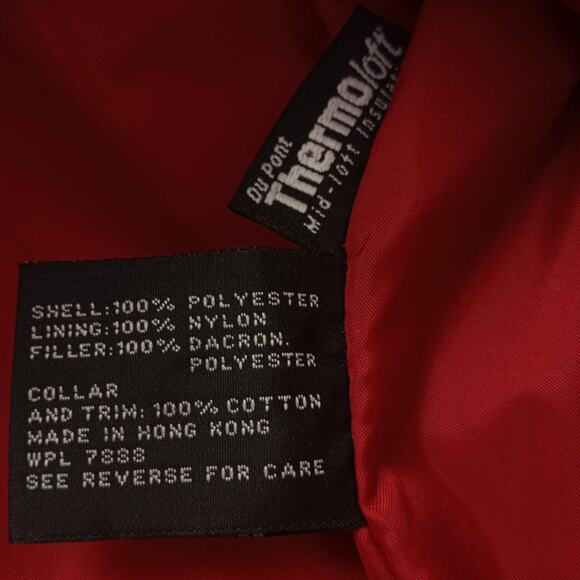 Du Pont
Thermoloft
Mid-loft Insulati
SHELL:100% POLYESTER
LINING:100% NYLON
FILLER:100% DACRON.
POLYESTER
COLLAR
AND TRIM: 100% COTTON
MADE IN HONG KONG
WPL 7888
SEE REVERSE FOR CARE